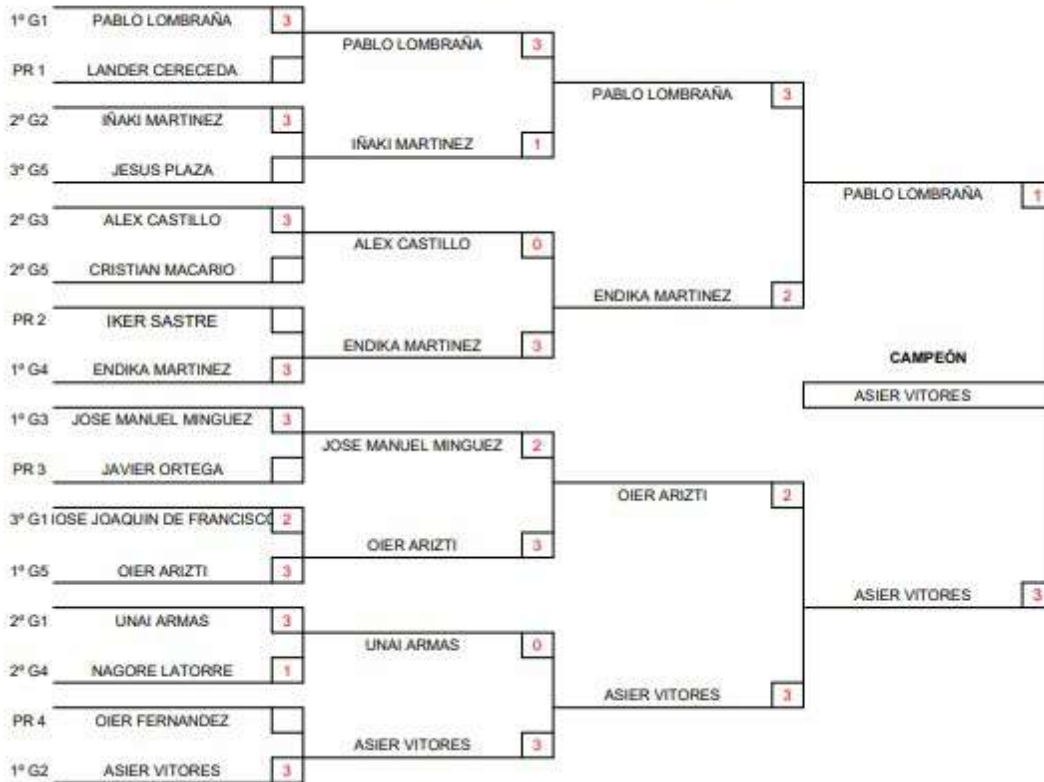 1º G1 PABLO LOMBRAÑA 3
PABLO LOMBRAÑA 3
PR 1 LANDER CERECEDA
PABLO LOMBRAÑA 3
2º G2 IÑAKI MARTINEZ 3
IÑAKI MARTINEZ 1
3º G5 JESUS PLAZA
PABLO LOMBRAÑA 1
2º G3 ALEX CASTILLO 3
ALEX CASTILLO 0
2º G5 CRISTIAN MACARIO
ENDIKA MARTINEZ 2
PR 2 IKER SASTRE
ENDIKA MARTINEZ 3
CAMPEÓN
1º G4 ENDIKA MARTINEZ 3
ASIER VITORES
1º G3 JOSE MANUEL MINGUEZ 3
JOSE MANUEL MINGUEZ 2
PR 3 JAVIER ORTEGA
OIER ARIZTI 2
3º G1 IOSE JOAQUIN DE FRANCISCO 2
OIER ARIZTI 3
1º G5 OIER ARIZTI 3
ASIER VITORES 3
2º G1 UNAI ARMAS 3
UNAI ARMAS 0
2º G4 NAGORE LATORRE 1
ASIER VITORES 3
PR 4 OIER FERNANDEZ
ASIER VITORES 3
1º G2 ASIER VITORES 3